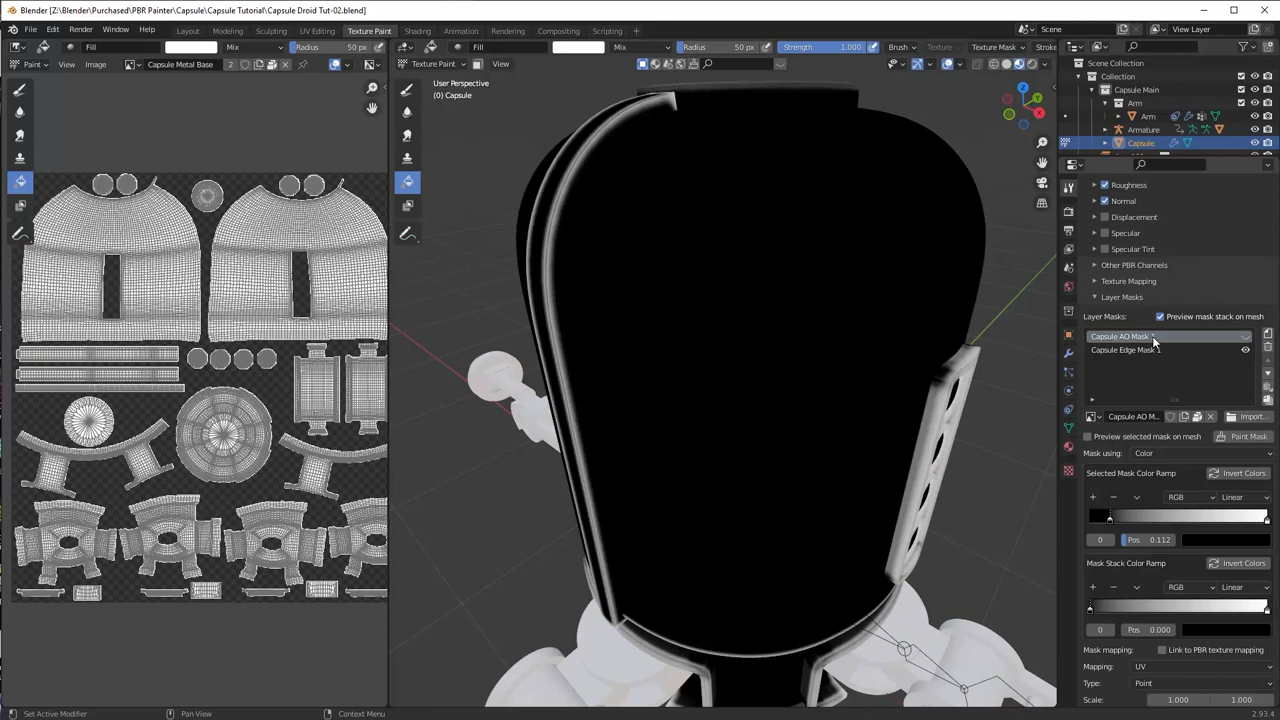 Blender [Z:\Blender\Purchased\PBR Painter\Capsule\Capsule Tutorial\Capsule Droid Tut-02.blend]
File Edit Render Window Help Layout Modeling UV Editing Texture Paint Sculpting Shading Animation Rendering Compositing Scripting Scene View Layer
Fill Mix Radius 50 px Fill Mix Radius 50 px Strength 1.000 Brush Texture Texture Mask Stroke
Paint View Image Capsule Metal Base 2 Texture Paint View
User Perspective
(0) Capsule
Scene Collection
Collection
Capsule Main
Arm
Arm
Armature
Capsule
Roughness
Normal
Displacement
Specular
Specular Tint
Other PBR Channels
Texture Mapping
Layer Masks
Layer Masks: Preview mask stack on mesh
Capsule AO Mask
Capsule Edge Mask 1
Capsule AO M... Import...
Preview selected mask on mesh Paint Mask
Mask using: Color
Selected Mask Color Ramp Invert Colors
RGB Linear
0 Pos 0.112
Mask Stack Color Ramp Invert Colors
RGB Linear
0 Pos 0.000
Mask mapping: Link to PBR texture mapping
Mapping: UV
Type: Point
Scale: 1.000 1.000
Set Active Modifier Pan View Context Menu 2.93.4